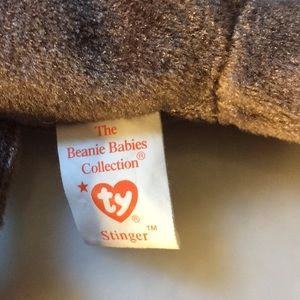 The
Beanie Babies
Collection®
ty
Stinger™